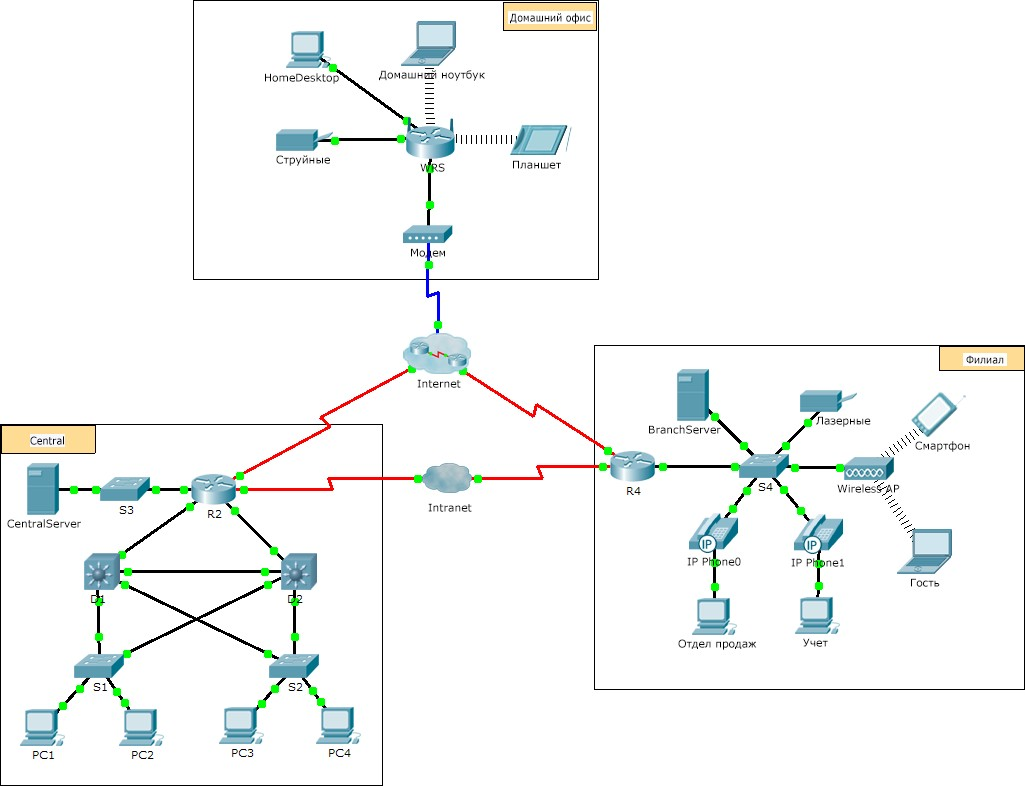 Домашний офис
HomeDesktop
Домашний ноутбук
Струйные
WRS
Планшет
Модем
Internet
Филиал
BranchServer
Лазерные
Смартфон
R4
S4
Wireless AP
IP
IP Phone0
IP
IP Phone1
Гость
Отдел продаж
Учет
Intranet
Central
CentralServer
S3
R2
D1
D2
S1
S2
PC1
PC2
PC3
PC4